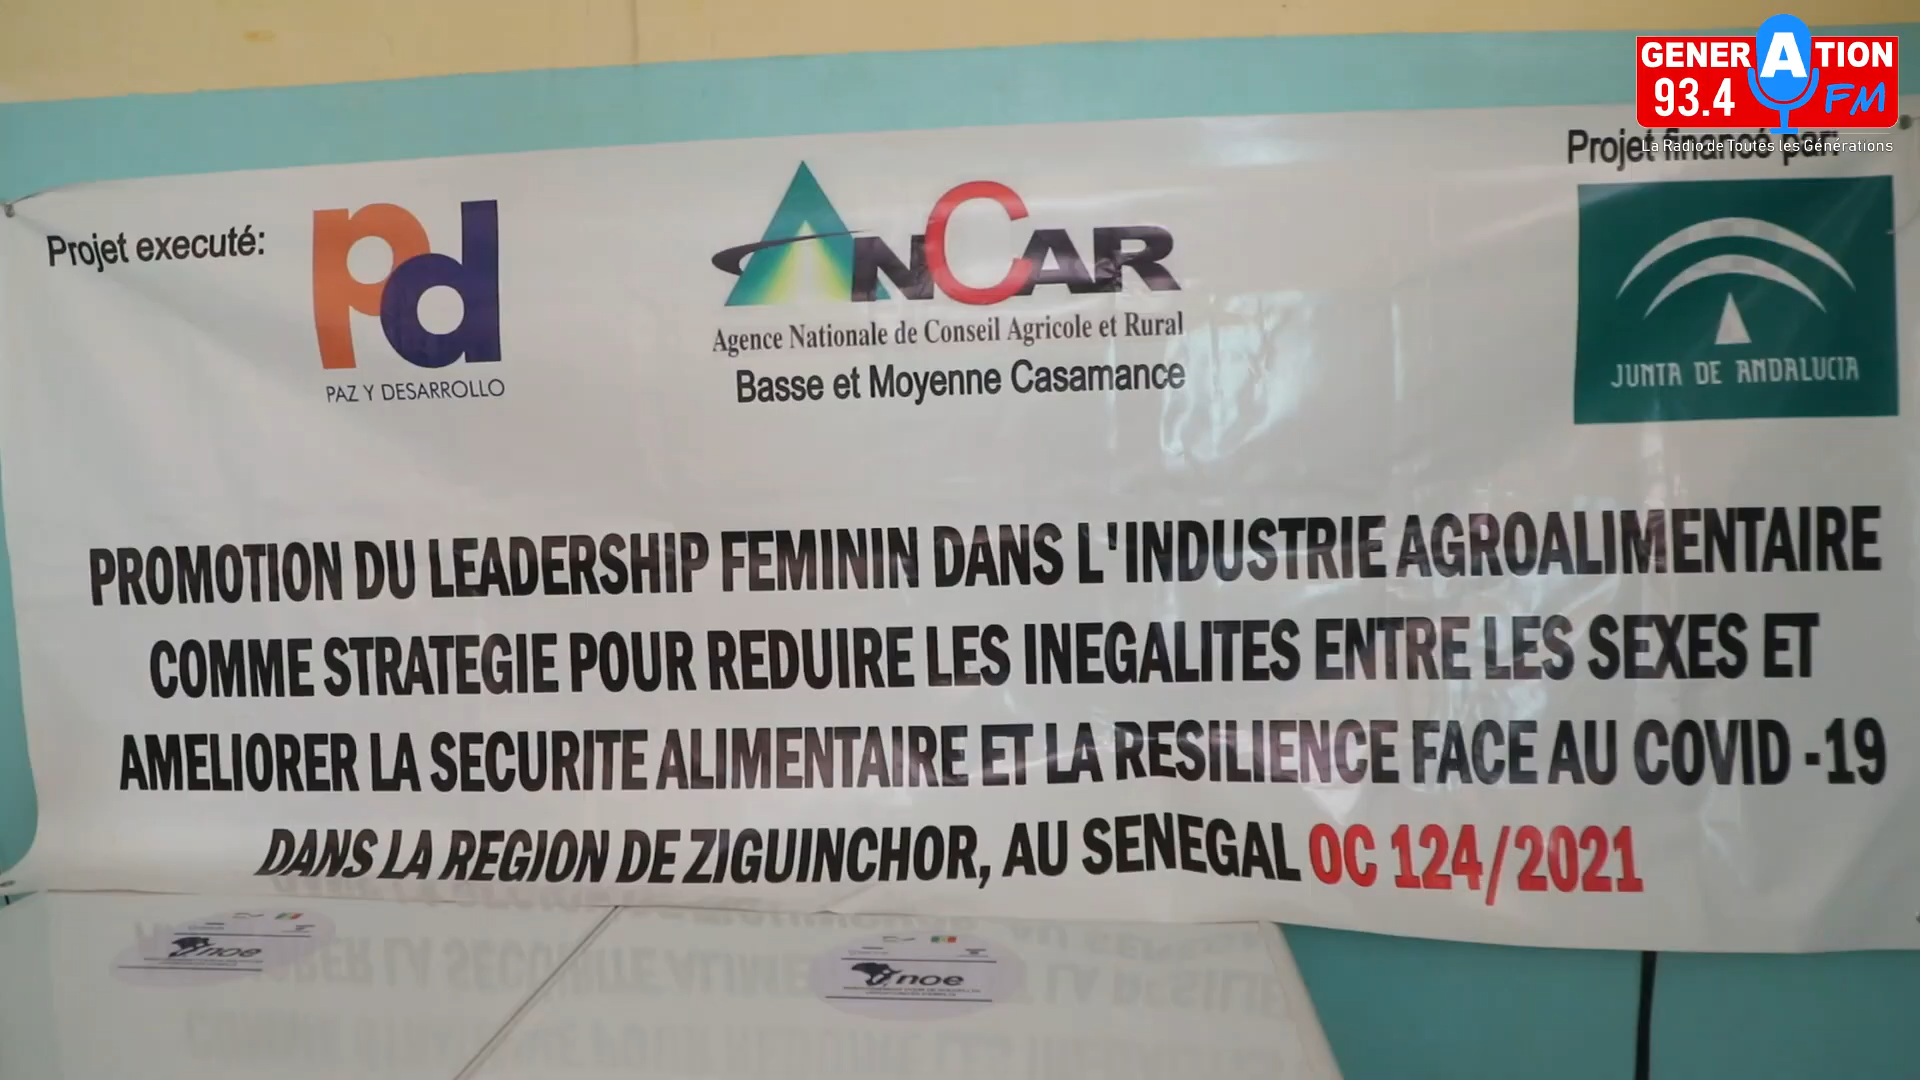 GENERATION
93.4 FM
La Radio de Toutes les Générations
Projet executé:
pd
PAZ Y DESARROLLO
ANCAR
Agence Nationale de Conseil Agricole et Rural
Basse et Moyenne Casamance
Projet financé par:
JUNTA DE ANDALUCIA
PROMOTION DU LEADERSHIP FEMININ DANS L'INDUSTRIE AGROALIMENTAIRE
COMME STRATEGIE POUR REDUIRE LES INEGALITES ENTRE LES SEXES ET
AMELIORER LA SECURITE ALIMENTAIRE ET LA RESILIENCE FACE AU COVID -19
DANS LA REGION DE ZIGUINCHOR, AU SENEGAL OC 124/2021